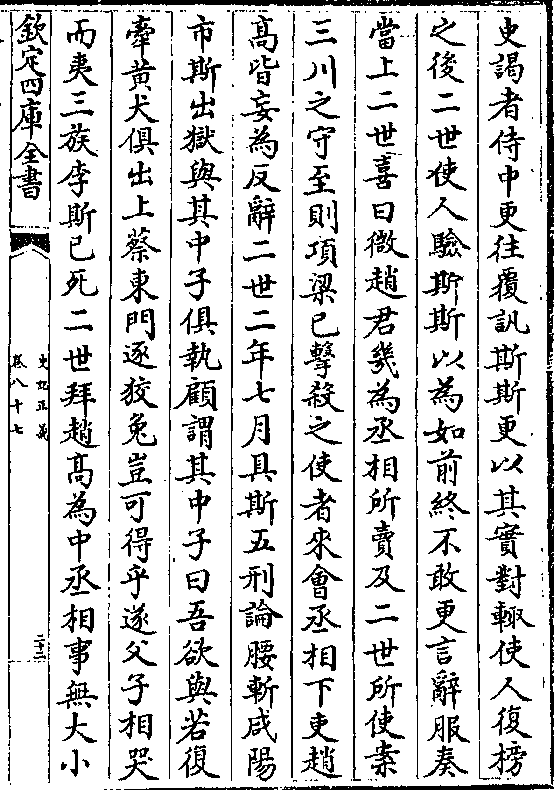 史謁者侍中更往覆訊斯斯更以其實對輙使人復榜
之後二世使人驗斯斯以為如前終不敢更言辭服奏
當上二世喜曰微趙君幾為丞相所賣及二世所使案
三川之守至則項梁已擊殺之使者來會丞相下吏趙
髙皆妄為反辭二世二年七月具斯五刑論腰斬咸陽
市斯出獄與其中子俱執顧謂其中子曰吾欲與若復
牽黄犬俱出上蔡東門逐狡兔豈可得乎遂父子相哭
而夷三族李斯已死二世拜趙髙為中丞相事無大小
欽定四庫全書
史記正義
卷八十七
二十二